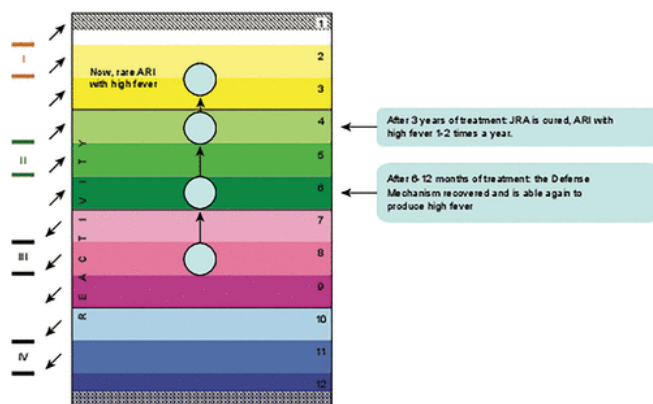 1
I
2
Now, rare ARI
with high fever
3
4
After 3 years of treatment: JRA is cured, ARI with
high fever 1-2 times a year.
II
5
After 6-12 months of treatment: the Defense
Mechanism recovered and is able again to
produce high fever
6
7
III
8
9
REACTIVITY
10
IV
11
12